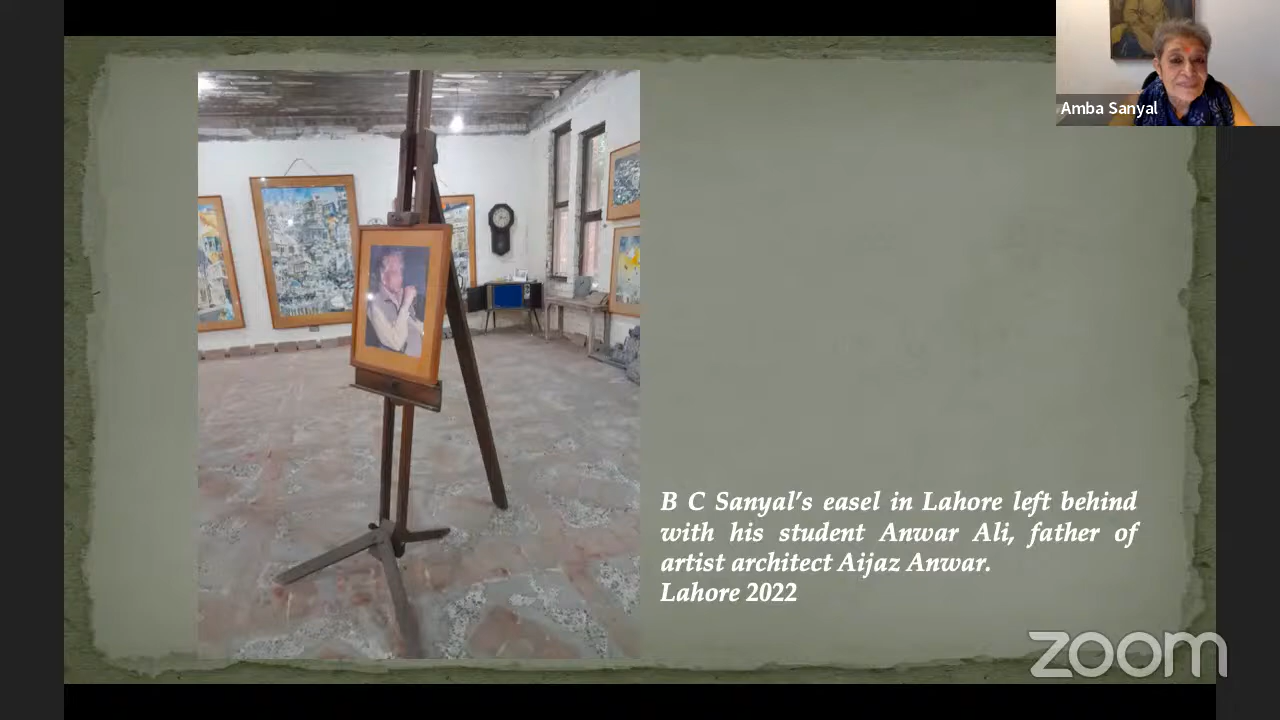 Amba Sanyal
B C Sanyal's easel in Lahore left behind
with his student Anwar Ali, father of
artist architect Aijaz Anwar.
Lahore 2022
zoom